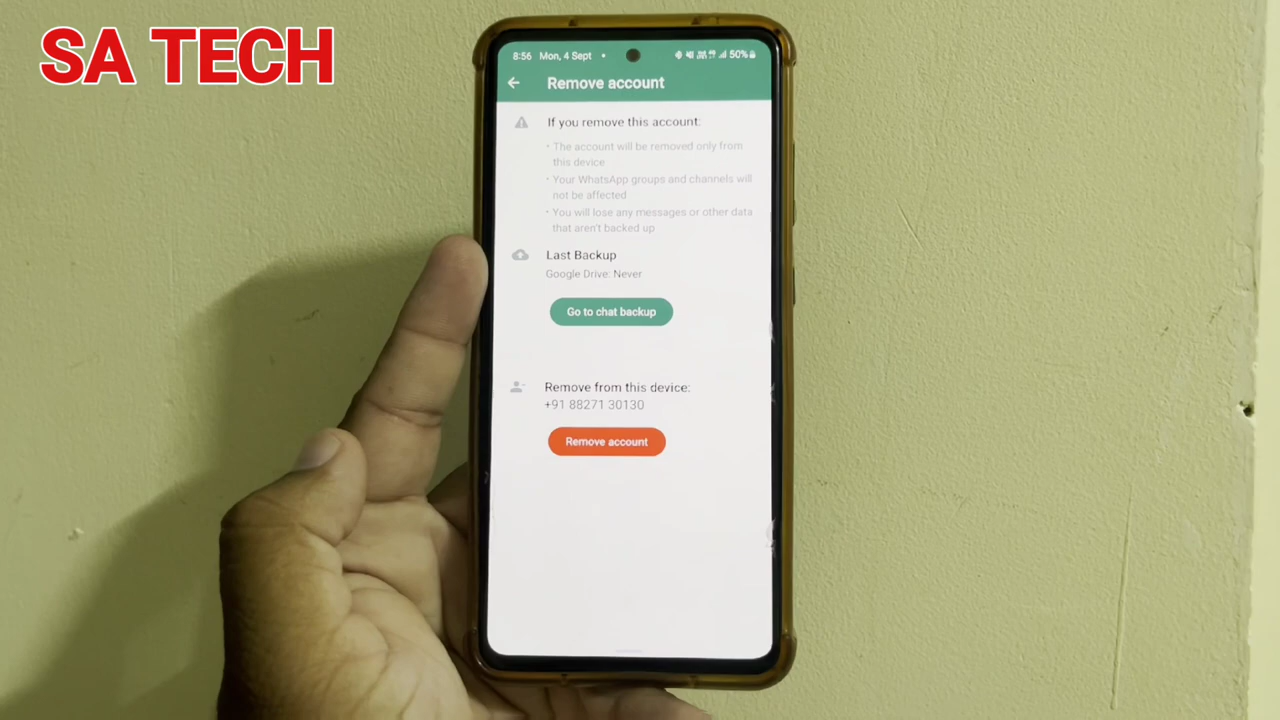 SA TECH
8:56 Mon, 4 Sept • 50%
Remove account
If you remove this account:
• The account will be removed only from
this device
• Your WhatsApp groups and channels will
not be affected
• You will lose any messages or other data
that aren't backed up
Last Backup
Google Drive: Never
Go to chat backup
Remove from this device:
+91 88271 30130
Remove account